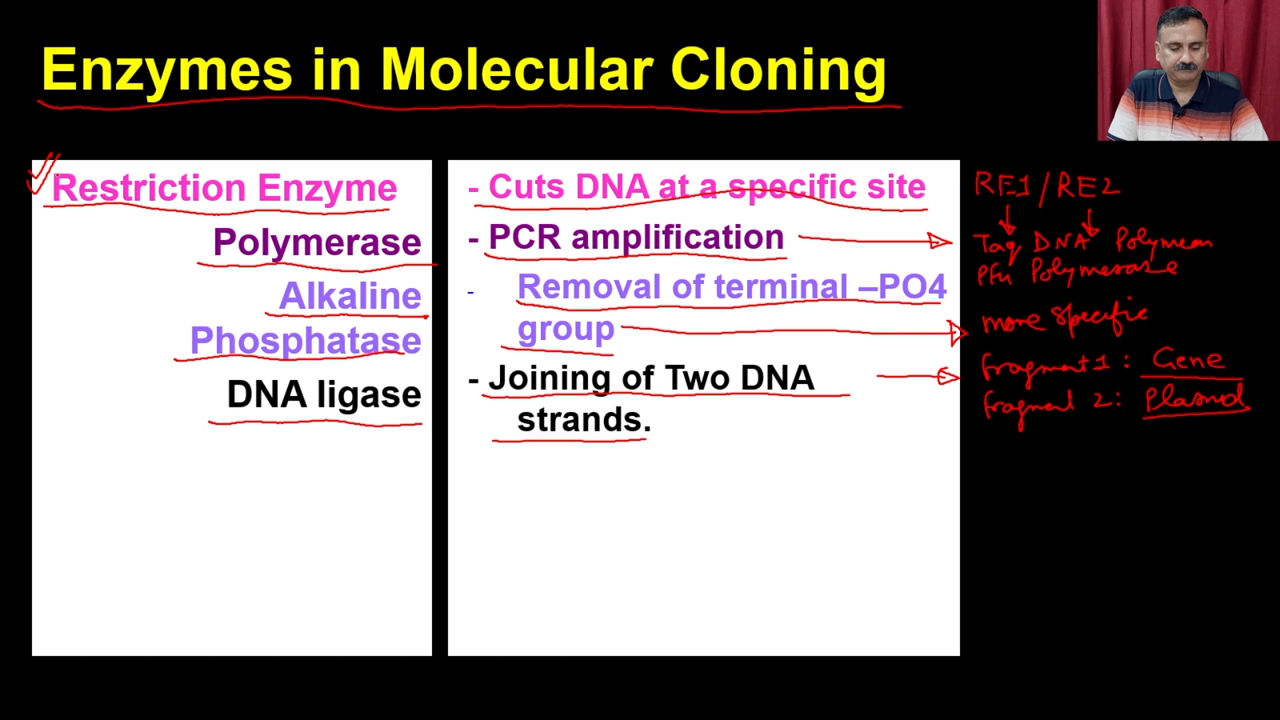 Enzymes in Molecular Cloning
Restriction Enzyme
Polymerase
Alkaline
Phosphatase
DNA ligase
- Cuts DNA at a specific site
- PCR amplification
- Removal of terminal –PO4
group
- Joining of Two DNA
strands.
RE1/RE2
Taq DNA
Pfu Polymerase
more specific
fragment 1 : Gene
fragment 2 : Plasmid